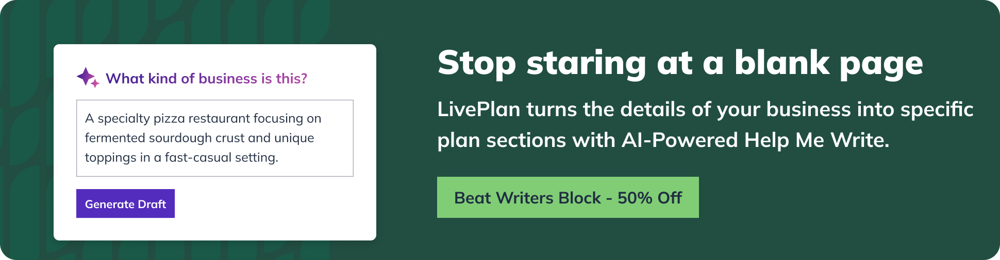 What kind of business is this?
A specialty pizza restaurant focusing on
fermented sourdough crust and unique
toppings in a fast-casual setting.
Generate Draft
Stop staring at a blank page
LivePlan turns the details of your business into specific
plan sections with AI-Powered Help Me Write.
Beat Writers Block - 50% Off